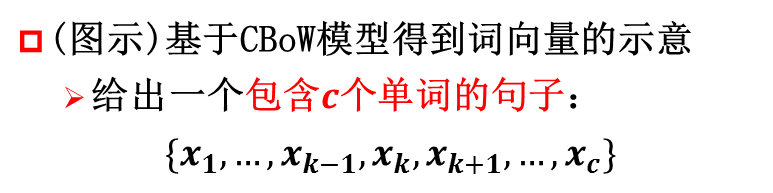 (图示)基于CBoW模型得到词向量的示意
给出一个包含c个单词的句子：
{x₁, …, xₖ₋₁, xₖ, xₖ₊₁, …, x_c}